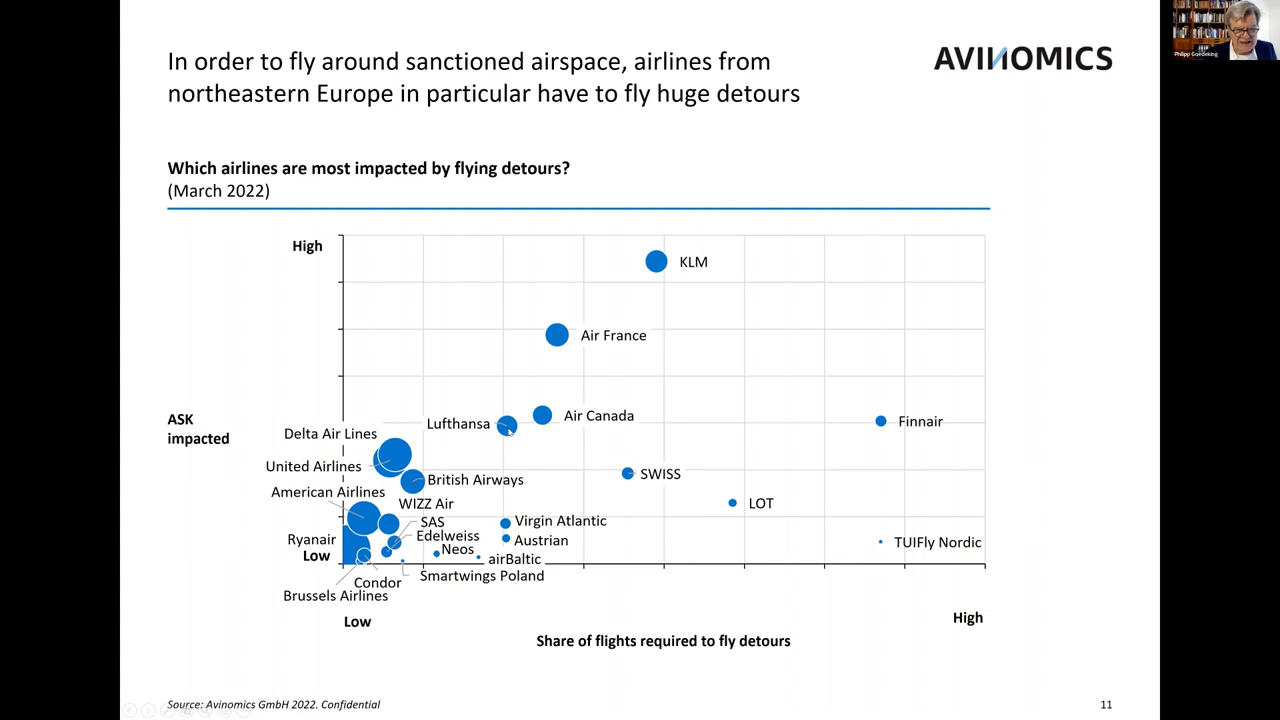 In order to fly around sanctioned airspace, airlines from
northeastern Europe in particular have to fly huge detours
AVINOMICS
Philipp Goedeking
Which airlines are most impacted by flying detours?
(March 2022)
High
KLM
Air France
ASK
impacted
Lufthansa
Air Canada
Finnair
Delta Air Lines
United Airlines
British Airways
SWISS
American Airlines
WIZZ Air
LOT
SAS
Virgin Atlantic
Ryanair
Edelweiss
Austrian
TUIFly Nordic
Low
Neos
airBaltic
Condor
Smartwings Poland
Brussels Airlines
Low
High
Share of flights required to fly detours
Source: Avinomics GmbH 2022. Confidential
11